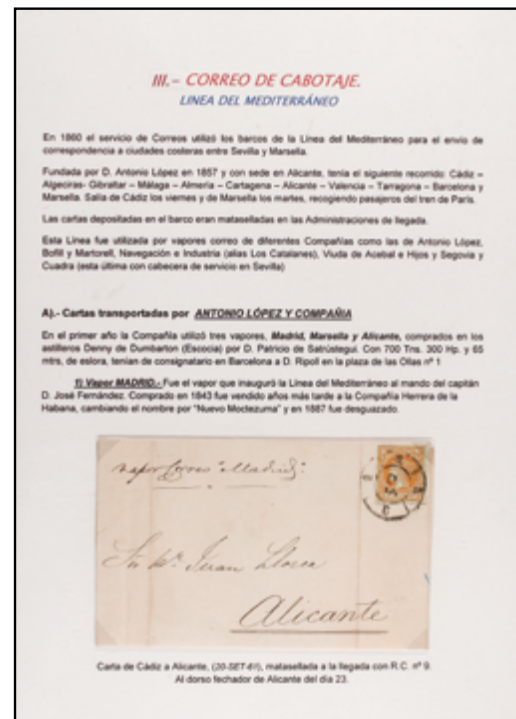 III.- CORREO DE CABOTAJE.
LINEA DEL MEDITERRÁNEO
En 1860 el servicio de Correos utilizó los barcos de la Línea del Mediterráneo para el envío de
correspondencia a ciudades costeras entre Sevilla y Marsella.
Fundada por D. Antonio López en 1857 y con sede en Alicante, tenía el siguiente recorrido: Cádiz –
Algeciras- Gibraltar – Málaga – Almería – Cartagena – Alicante – Valencia – Tarragona – Barcelona y
Marsella. Salía de Cádiz los viernes y de Marsella los martes, recogiendo pasajeros del tren de París.
Las cartas depositadas en el barco eran mataselladas en las Administraciones de llegada.
Esta Línea fue utilizada por vapores correo de diferentes Compañías como las de Antonio López,
Bofill y Martorell, Navegación e Industria (alias Los Catalanes), Viuda de Acebal e Hijos y Segovia y
Cuadra (esta última con cabecera de servicio en Sevilla)
A).- Cartas transportadas por ANTONIO LÓPEZ Y COMPAÑIA
En el primer año la Compañía utilizó tres vapores, Madrid, Marsella y Alicante, comprados en los
astilleros Denny de Dumbarton (Escocia) por D. Patricio de Satrústegui. Con 700 Tns. 300 Hp. y 65
mtrs. de eslora, tenían de consignatario en Barcelona a D. Ripoll en la plaza de las Ollas nº 1
1) Vapor MADRID.- Fue el vapor que inauguró la Línea del Mediterráneo al mando del capitán
D. José Fernández. Comprado en 1843 fue vendido años más tarde a la Compañía Herrera de la
Habana, cambiando el nombre por "Nuevo Moctezuma" y en 1887 fue desguazado.
vapor Correo "Madrid"
Juan Llorca
Alicante
Carta de Cádiz a Alicante, (20-SET-61), matasellada a la llegada con R.C. nº 9.
Al dorso fechador de Alicante del día 23.